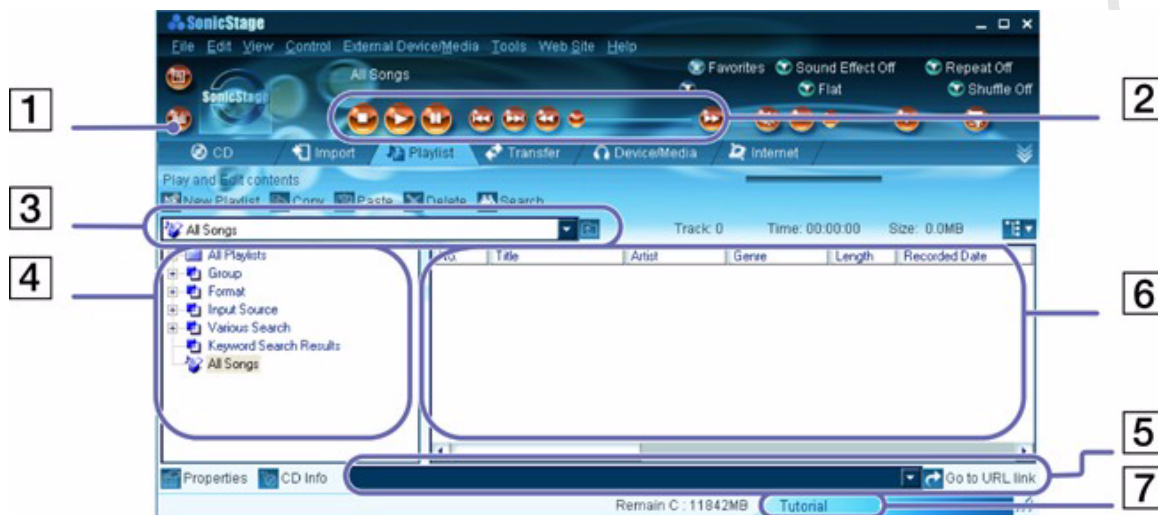 SonicStage
File Edit View Control External Device/Media Tools Web Site Help
All Songs
Favorites Sound Effect Off Repeat Off
SonicStage
Flat Shuffle Off
1
2
CD Import Playlist Transfer Device/Media Internet
Play and Edit contents
New Playlist Copy Paste Delete Search
3
All Songs Track: 0 Time: 00:00:00 Size: 0.0MB
4
All Playlists
Group
Format
Input Source
Various Search
Keyword Search Results
All Songs
No. Title Artist Genre Length Recorded Date
6
5
Properties CD Info Go to URL link
7
Remain C : 11842MB Tutorial